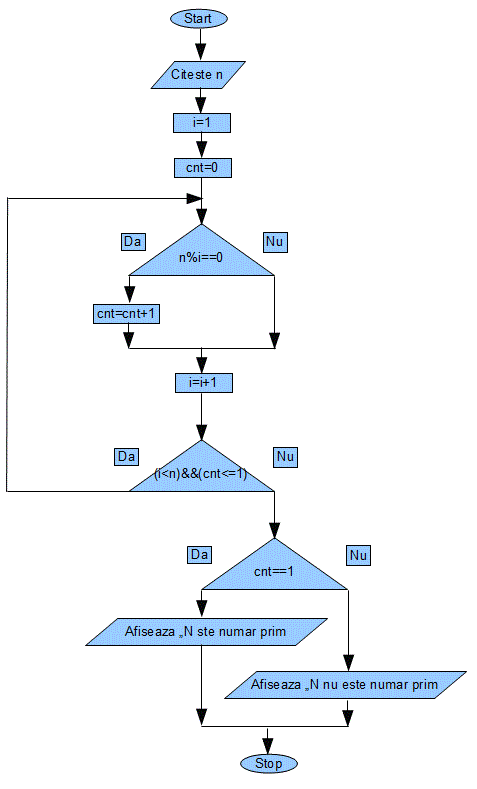 Start
Citeste n
i=1
cnt=0
Da
Nu
n%i==0
cnt=cnt+1
i=i+1
Da
Nu
(i<n)&&(cnt<=1)
Da
Nu
cnt==1
Afiseaza „N ste numar prim
Afiseaza „N nu este numar prim
Stop